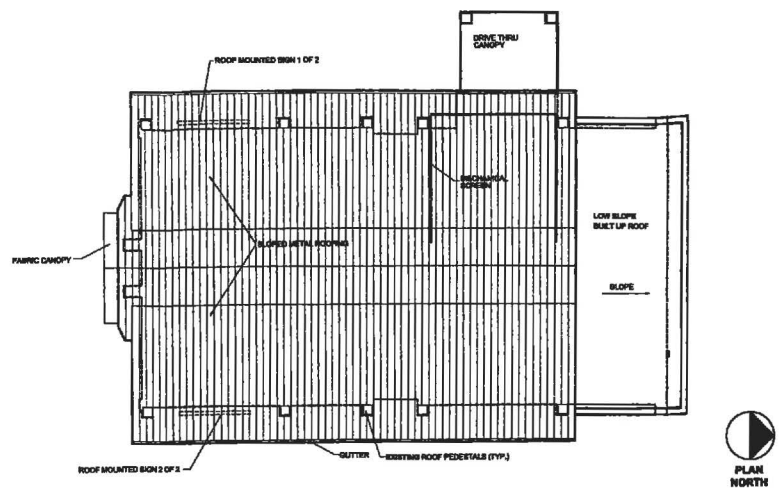 DRIVE THRU
CANOPY
ROOF MOUNTED SIGN 1 OF 2
MECHANICAL
SCREEN
LOW SLOPE
BUILT UP ROOF
SLOPED METAL ROOFING
FABRIC CANOPY
SLOPE
GUTTER
EXISTING ROOF PEDESTALS (TYP.)
ROOF MOUNTED SIGN 2 OF 2
PLAN
NORTH